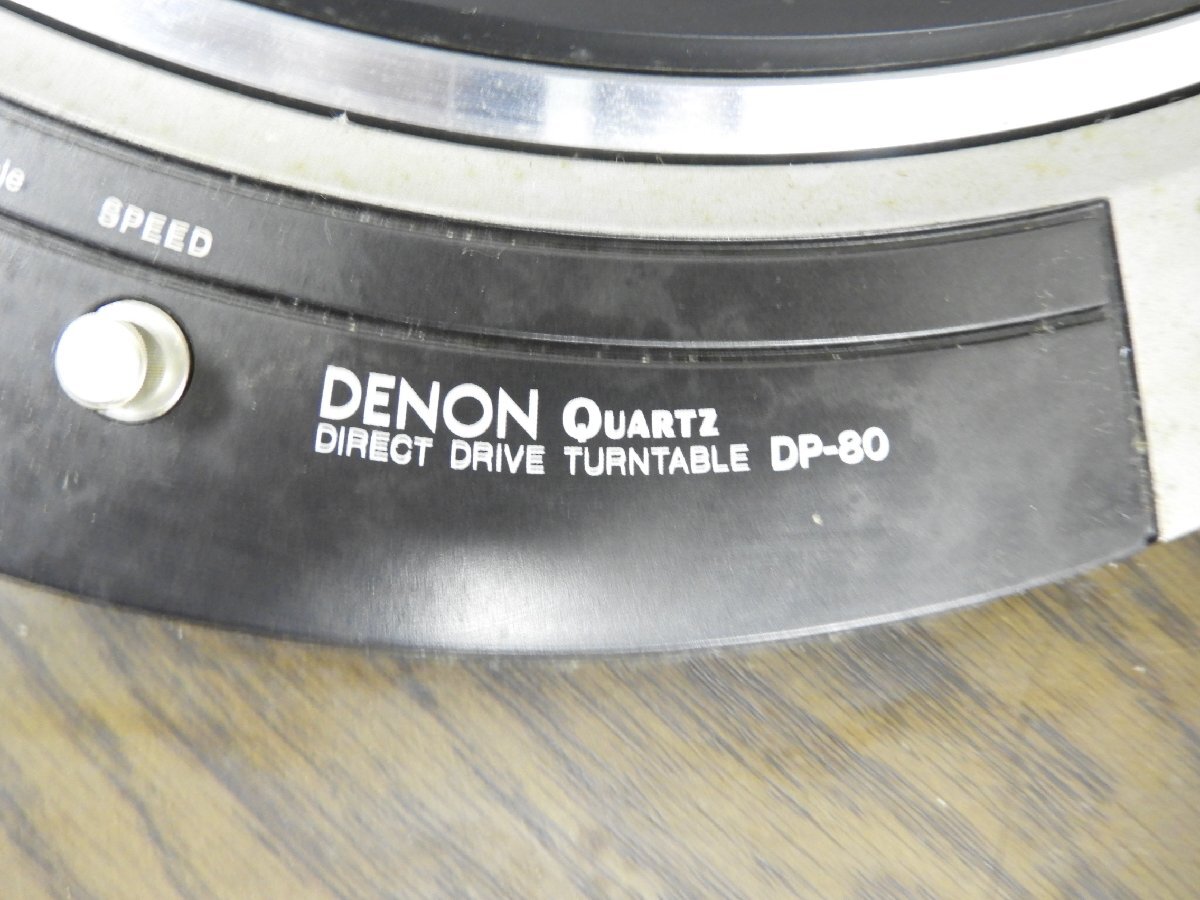 SPEED
DENON QUARTZ
DIRECT DRIVE TURNTABLE DP-80